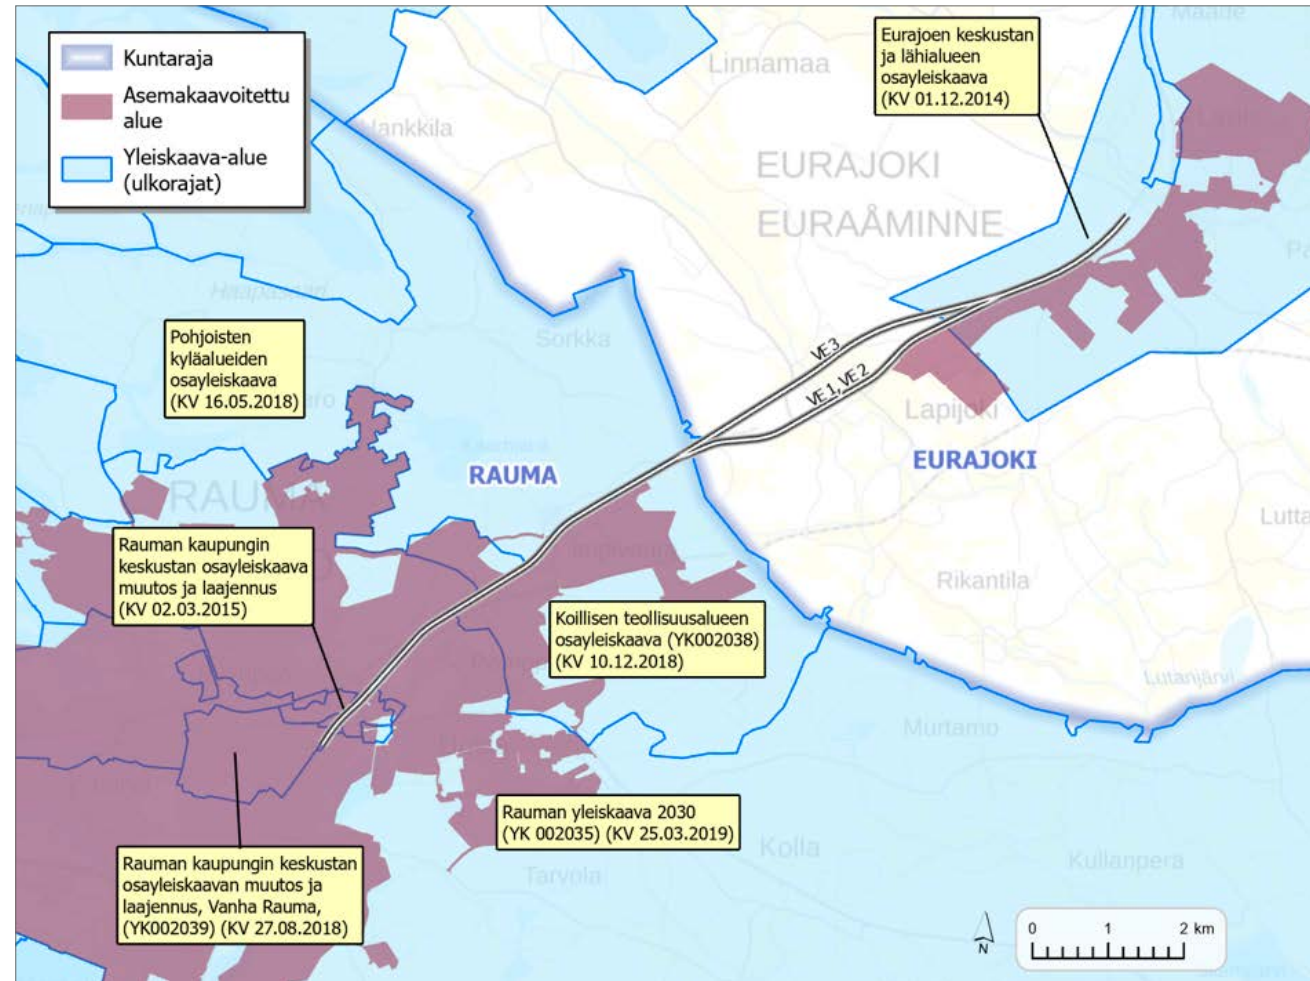 Kuntaraja
Asemakaavoitettu
alue
Yleiskaava-alue
(ulkorajat)
Eurajoen keskustan
ja lähialueen
osayleiskaava
(KV 01.12.2014)
Linnamaa
EURAJOKI
EURAÅMINNE
Haapasaari
Sorkka
Pohjoisten
kyläalueiden
osayleiskaava
(KV 16.05.2018)
VE3
VE1, VE2
Lapijoki
EURAJOKI
RAUMA
RAUMA
Rauman kaupungin
keskustan osayleiskaava
muutos ja laajennus
(KV 02.03.2015)
Rikantila
Koillisen teollisuusalueen
osayleiskaava (YK002038)
(KV 10.12.2018)
Lutanjärvi
Murtamo
Rauman yleiskaava 2030
(YK 002035) (KV 25.03.2019)
Kolla
Kullanperä
Tarvola
Rauman kaupungin keskustan
osayleiskaavan muutos ja
laajennus, Vanha Rauma,
(YK002039) (KV 27.08.2018)
N
0 1 2 km